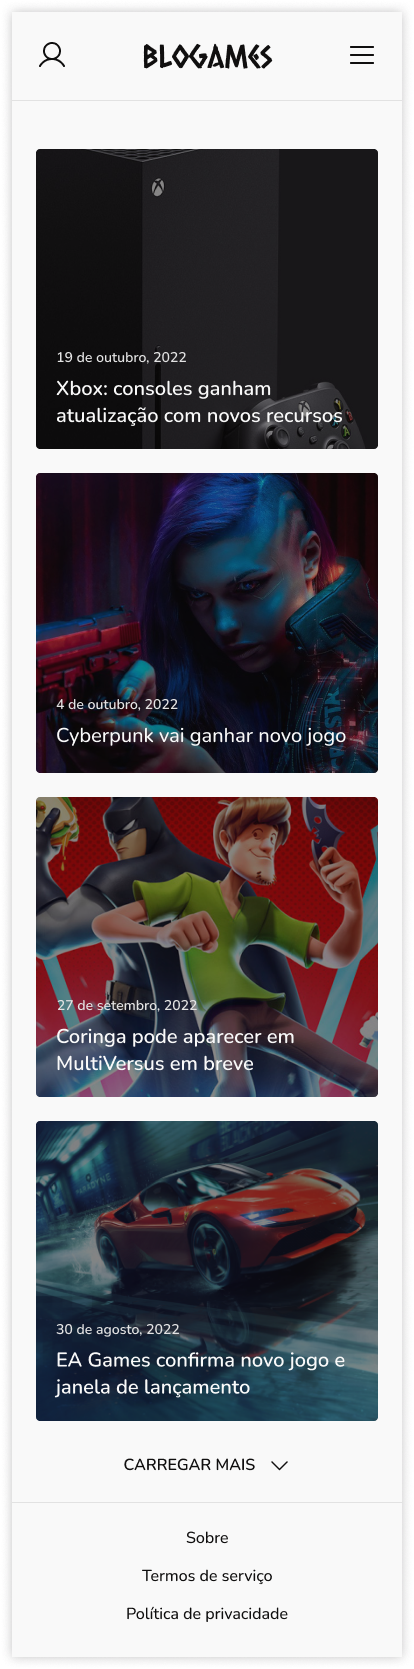 BLOGAMES
19 de outubro, 2022
Xbox: consoles ganham
atualização com novos recursos
4 de outubro, 2022
Cyberpunk vai ganhar novo jogo
27 de setembro, 2022
Coringa pode aparecer em
MultiVersus em breve
30 de agosto, 2022
EA Games confirma novo jogo e
janela de lançamento
CARREGAR MAIS
Sobre
Termos de serviço
Política de privacidade